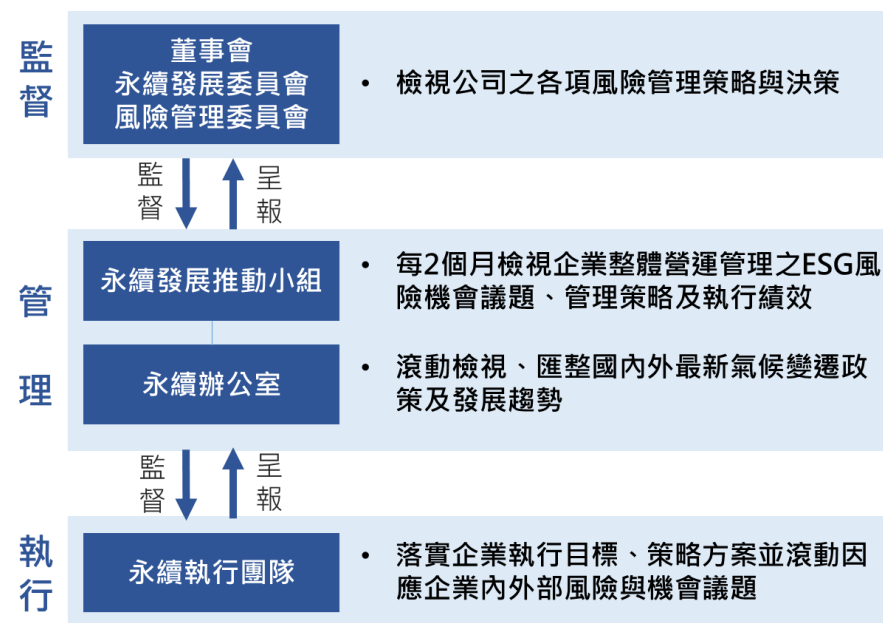 監督
董事會
永續發展委員會
風險管理委員會
• 檢視公司之各項風險管理策略與決策
監督
呈報
管理
永續發展推動小組
• 每2個月檢視企業整體營運管理之ESG風
險機會議題、管理策略及執行績效
永續辦公室
• 滾動檢視、匯整國內外最新氣候變遷政
策及發展趨勢
監督
呈報
執行
永續執行團隊
• 落實企業執行目標、策略方案並滾動因
應企業內外部風險與機會議題